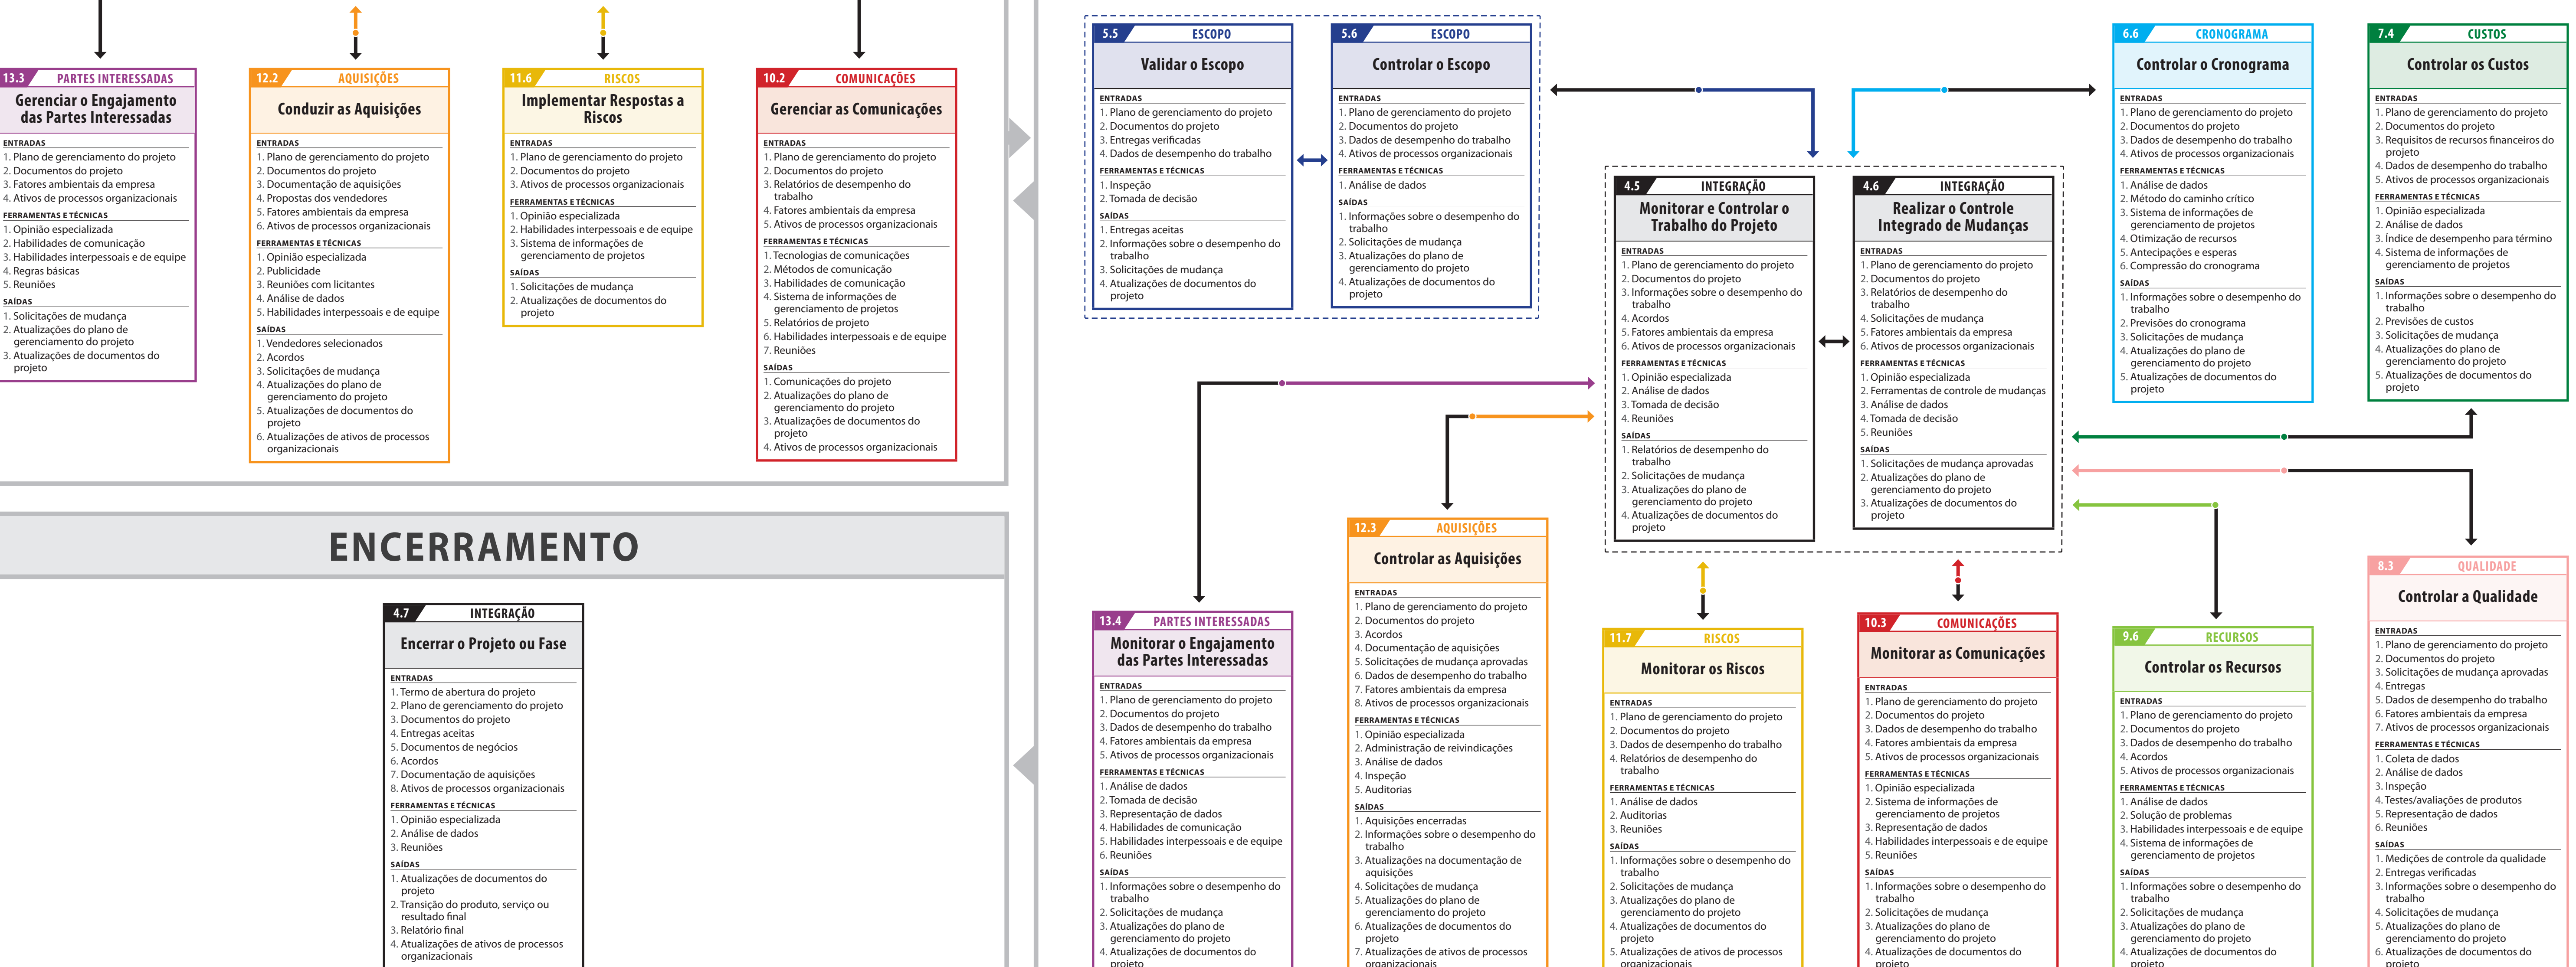 13.3 PARTES INTERESSADAS
Gerenciar o Engajamento
das Partes Interessadas
ENTRADAS
1. Plano de gerenciamento do projeto
2. Documentos do projeto
3. Fatores ambientais da empresa
4. Ativos de processos organizacionais
FERRAMENTAS E TÉCNICAS
1. Opinião especializada
2. Habilidades de comunicação
3. Habilidades interpessoais e de equipe
4. Regras básicas
5. Reuniões
SAÍDAS
1. Solicitações de mudança
2. Atualizações do plano de
gerenciamento do projeto
3. Atualizações de documentos do
projeto
12.2 AQUISIÇÕES
Conduzir as Aquisições
ENTRADAS
1. Plano de gerenciamento do projeto
2. Documentos do projeto
3. Documentação de aquisições
4. Propostas dos vendedores
5. Fatores ambientais da empresa
6. Ativos de processos organizacionais
FERRAMENTAS E TÉCNICAS
1. Opinião especializada
2. Publicidade
3. Reuniões com licitantes
4. Análise de dados
5. Habilidades interpessoais e de equipe
SAÍDAS
1. Vendedores selecionados
2. Acordos
3. Solicitações de mudança
4. Atualizações do plano de
gerenciamento do projeto
5. Atualizações de documentos do
projeto
6. Atualizações de ativos de processos
organizacionais
11.6 RISCOS
Implementar Respostas a
Riscos
ENTRADAS
1. Plano de gerenciamento do projeto
2. Documentos do projeto
3. Ativos de processos organizacionais
FERRAMENTAS E TÉCNICAS
1. Opinião especializada
2. Habilidades interpessoais e de equipe
3. Sistema de informações de
gerenciamento de projetos
SAÍDAS
1. Solicitações de mudança
2. Atualizações de documentos do
projeto
10.2 COMUNICAÇÕES
Gerenciar as Comunicações
ENTRADAS
1. Plano de gerenciamento do projeto
2. Documentos do projeto
3. Relatórios de desempenho do
trabalho
4. Fatores ambientais da empresa
5. Ativos de processos organizacionais
FERRAMENTAS E TÉCNICAS
1. Tecnologias de comunicações
2. Métodos de comunicação
3. Habilidades de comunicação
4. Sistema de informações de
gerenciamento de projetos
5. Relatórios de projeto
6. Habilidades interpessoais e de equipe
7. Reuniões
SAÍDAS
1. Comunicações do projeto
2. Atualizações do plano de
gerenciamento do projeto
3. Atualizações de documentos do
projeto
4. Ativos de processos organizacionais
ENCERRAMENTO
4.7 INTEGRAÇÃO
Encerrar o Projeto ou Fase
ENTRADAS
1. Termo de abertura do projeto
2. Plano de gerenciamento do projeto
3. Documentos do projeto
4. Entregas aceitas
5. Documentos de negócios
6. Acordos
7. Documentação de aquisições
8. Ativos de processos organizacionais
FERRAMENTAS E TÉCNICAS
1. Opinião especializada
2. Análise de dados
3. Reuniões
SAÍDAS
1. Atualizações de documentos do
projeto
2. Transição do produto, serviço ou
resultado final
3. Relatório final
4. Atualizações de ativos de processos
organizacionais
5.5 ESCOPO
Validar o Escopo
ENTRADAS
1. Plano de gerenciamento do projeto
2. Documentos do projeto
3. Entregas verificadas
4. Dados de desempenho do trabalho
FERRAMENTAS E TÉCNICAS
1. Inspeção
2. Tomada de decisão
SAÍDAS
1. Entregas aceitas
2. Informações sobre o desempenho do
trabalho
3. Solicitações de mudança
4. Atualizações de documentos do
projeto
5.6 ESCOPO
Controlar o Escopo
ENTRADAS
1. Plano de gerenciamento do projeto
2. Documentos do projeto
3. Dados de desempenho do trabalho
4. Ativos de processos organizacionais
FERRAMENTAS E TÉCNICAS
1. Análise de dados
SAÍDAS
1. Informações sobre o desempenho do
trabalho
2. Solicitações de mudança
3. Atualizações do plano de
gerenciamento do projeto
4. Atualizações de documentos do
projeto
4.5 INTEGRAÇÃO
Monitorar e Controlar o
Trabalho do Projeto
ENTRADAS
1. Plano de gerenciamento do projeto
2. Documentos do projeto
3. Informações sobre o desempenho do
trabalho
4. Acordos
5. Fatores ambientais da empresa
6. Ativos de processos organizacionais
FERRAMENTAS E TÉCNICAS
1. Opinião especializada
2. Análise de dados
3. Tomada de decisão
4. Reuniões
SAÍDAS
1. Relatórios de desempenho do
trabalho
2. Solicitações de mudança
3. Atualizações do plano de
gerenciamento do projeto
4. Atualizações de documentos do
projeto
4.6 INTEGRAÇÃO
Realizar o Controle
Integrado de Mudanças
ENTRADAS
1. Plano de gerenciamento do projeto
2. Documentos do projeto
3. Relatórios de desempenho do
trabalho
4. Solicitações de mudança
5. Fatores ambientais da empresa
6. Ativos de processos organizacionais
FERRAMENTAS E TÉCNICAS
1. Opinião especializada
2. Ferramentas de controle de mudanças
3. Análise de dados
4. Tomada de decisão
5. Reuniões
SAÍDAS
1. Solicitações de mudança aprovadas
2. Atualizações do plano de
gerenciamento do projeto
3. Atualizações de documentos do
projeto
6.6 CRONOGRAMA
Controlar o Cronograma
ENTRADAS
1. Plano de gerenciamento do projeto
2. Documentos do projeto
3. Dados de desempenho do trabalho
4. Ativos de processos organizacionais
FERRAMENTAS E TÉCNICAS
1. Análise de dados
2. Método do caminho crítico
3. Sistema de informações de
gerenciamento de projetos
4. Otimização de recursos
5. Antecipações e esperas
6. Compressão do cronograma
SAÍDAS
1. Informações sobre o desempenho do
trabalho
2. Previsões do cronograma
3. Solicitações de mudança
4. Atualizações do plano de
gerenciamento do projeto
5. Atualizações de documentos do
projeto
7.4 CUSTOS
Controlar os Custos
ENTRADAS
1. Plano de gerenciamento do projeto
2. Documentos do projeto
3. Requisitos de recursos financeiros do
projeto
4. Dados de desempenho do trabalho
5. Ativos de processos organizacionais
FERRAMENTAS E TÉCNICAS
1. Opinião especializada
2. Análise de dados
3. Índice de desempenho para término
4. Sistema de informações de
gerenciamento de projetos
SAÍDAS
1. Informações sobre o desempenho do
trabalho
2. Previsões de custos
3. Solicitações de mudança
4. Atualizações do plano de
gerenciamento do projeto
5. Atualizações de documentos do
projeto
13.4 PARTES INTERESSADAS
Monitorar o Engajamento
das Partes Interessadas
ENTRADAS
1. Plano de gerenciamento do projeto
2. Documentos do projeto
3. Dados de desempenho do trabalho
4. Fatores ambientais da empresa
5. Ativos de processos organizacionais
FERRAMENTAS E TÉCNICAS
1. Análise de dados
2. Tomada de decisão
3. Representação de dados
4. Habilidades de comunicação
5. Habilidades interpessoais e de equipe
6. Reuniões
SAÍDAS
1. Informações sobre o desempenho do
trabalho
2. Solicitações de mudança
3. Atualizações do plano de
gerenciamento do projeto
4. Atualizações de documentos do
projeto
12.3 AQUISIÇÕES
Controlar as Aquisições
ENTRADAS
1. Plano de gerenciamento do projeto
2. Documentos do projeto
3. Acordos
4. Documentação de aquisições
5. Solicitações de mudança aprovadas
6. Dados de desempenho do trabalho
7. Fatores ambientais da empresa
8. Ativos de processos organizacionais
FERRAMENTAS E TÉCNICAS
1. Opinião especializada
2. Administração de reivindicações
3. Análise de dados
4. Inspeção
5. Auditorias
SAÍDAS
1. Aquisições encerradas
2. Informações sobre o desempenho do
trabalho
3. Atualizações na documentação de
aquisições
4. Solicitações de mudança
5. Atualizações do plano de
gerenciamento do projeto
6. Atualizações de documentos do
projeto
7. Atualizações de ativos de processos
organizacionais
11.7 RISCOS
Monitorar os Riscos
ENTRADAS
1. Plano de gerenciamento do projeto
2. Documentos do projeto
3. Dados de desempenho do trabalho
4. Relatórios de desempenho do
trabalho
FERRAMENTAS E TÉCNICAS
1. Análise de dados
2. Auditorias
3. Reuniões
SAÍDAS
1. Informações sobre o desempenho do
trabalho
2. Solicitações de mudança
3. Atualizações do plano de
gerenciamento do projeto
4. Atualizações de documentos do
projeto
5. Atualizações de ativos de processos
organizacionais
10.3 COMUNICAÇÕES
Monitorar as Comunicações
ENTRADAS
1. Plano de gerenciamento do projeto
2. Documentos do projeto
3. Dados de desempenho do trabalho
4. Fatores ambientais da empresa
5. Ativos de processos organizacionais
FERRAMENTAS E TÉCNICAS
1. Opinião especializada
2. Sistema de informações de
gerenciamento de projetos
3. Representação de dados
4. Habilidades interpessoais e de equipe
5. Reuniões
SAÍDAS
1. Informações sobre o desempenho do
trabalho
2. Solicitações de mudança
3. Atualizações do plano de
gerenciamento do projeto
4. Atualizações de documentos do
projeto
9.6 RECURSOS
Controlar os Recursos
ENTRADAS
1. Plano de gerenciamento do projeto
2. Documentos do projeto
3. Dados de desempenho do trabalho
4. Acordos
5. Ativos de processos organizacionais
FERRAMENTAS E TÉCNICAS
1. Análise de dados
2. Solução de problemas
3. Habilidades interpessoais e de equipe
4. Sistema de informações de
gerenciamento de projetos
SAÍDAS
1. Informações sobre o desempenho do
trabalho
2. Solicitações de mudança
3. Atualizações do plano de
gerenciamento do projeto
4. Atualizações de documentos do
projeto
8.3 QUALIDADE
Controlar a Qualidade
ENTRADAS
1. Plano de gerenciamento do projeto
2. Documentos do projeto
3. Solicitações de mudança aprovadas
4. Entregas
5. Dados de desempenho do trabalho
6. Fatores ambientais da empresa
7. Ativos de processos organizacionais
FERRAMENTAS E TÉCNICAS
1. Coleta de dados
2. Análise de dados
3. Inspeção
4. Testes/avaliações de produtos
5. Representação de dados
6. Reuniões
SAÍDAS
1. Medições de controle da qualidade
2. Entregas verificadas
3. Informações sobre o desempenho do
trabalho
4. Solicitações de mudança
5. Atualizações do plano de
gerenciamento do projeto
6. Atualizações de documentos do
projeto